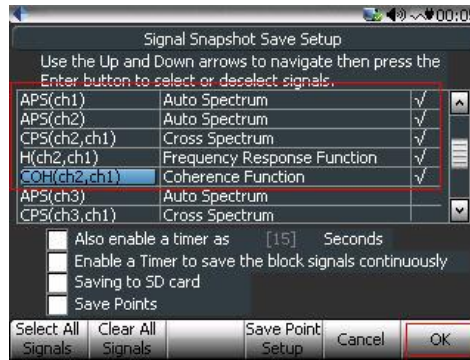 00:0
Signal Snapshot Save Setup
Use the Up and Down arrows to navigate then press the
Enter button to select or deselect signals.
APS(ch1) Auto Spectrum √
APS(ch2) Auto Spectrum √
CPS(ch2,ch1) Cross Spectrum √
H(ch2,ch1) Frequency Response Function √
COH(ch2,ch1) Coherence Function √
APS(ch3) Auto Spectrum
CPS(ch3,ch1) Cross Spectrum
Also enable a timer as [15] Seconds
Enable a Timer to save the block signals continuously
Saving to SD card
Save Points
Select All Signals Clear All Signals Save Point Setup Cancel OK